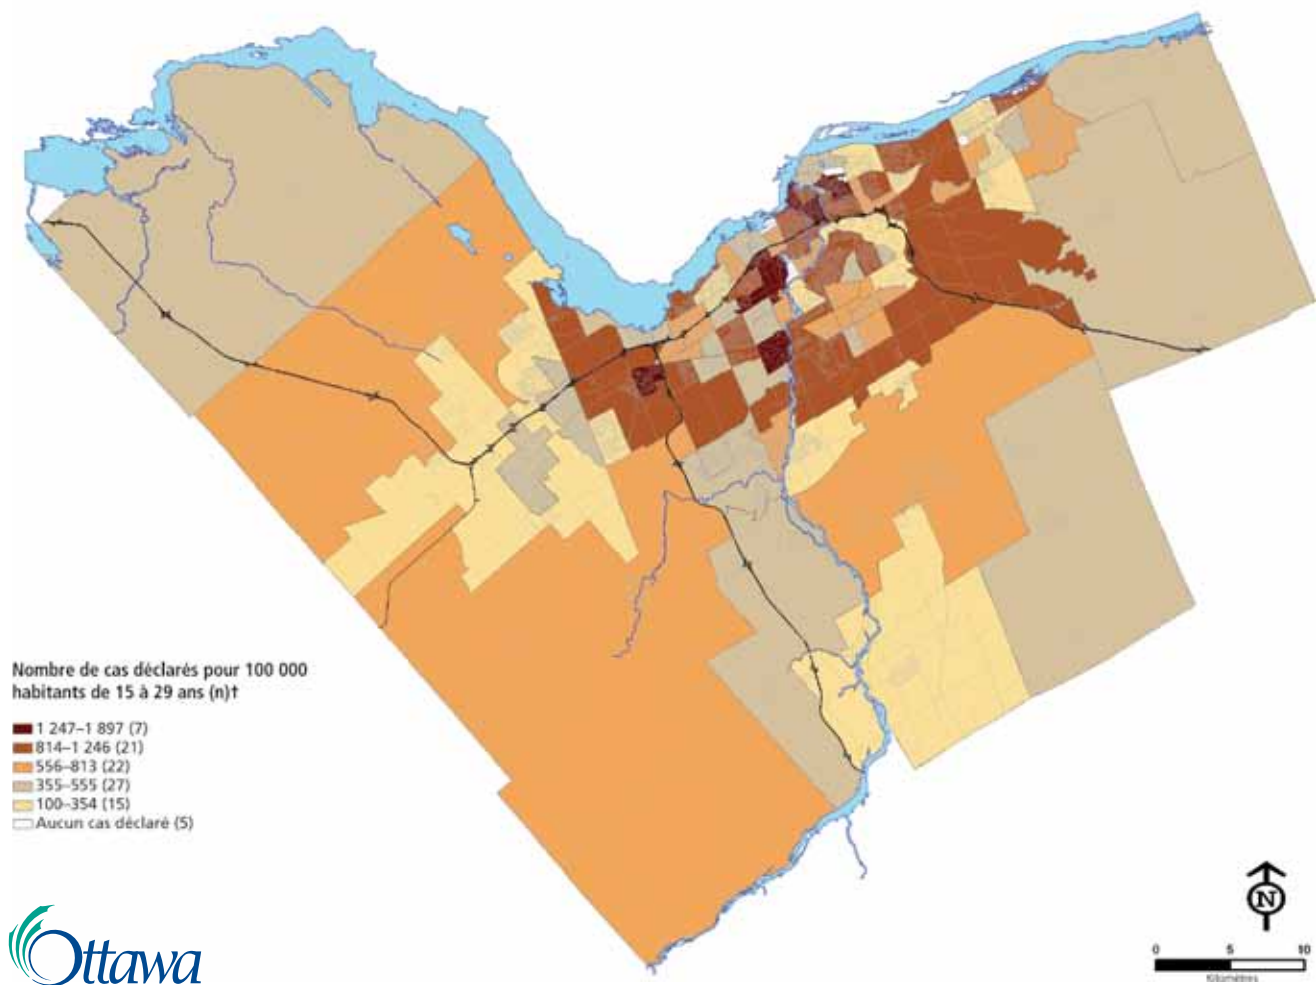 Nombre de cas déclarés pour 100 000
habitants de 15 à 29 ans (n)†
1 247–1 897 (7)
814–1 246 (21)
556–813 (22)
355–555 (27)
100–354 (15)
Aucun cas déclaré (5)
Ottawa
N
0 5 10
Kilomètres